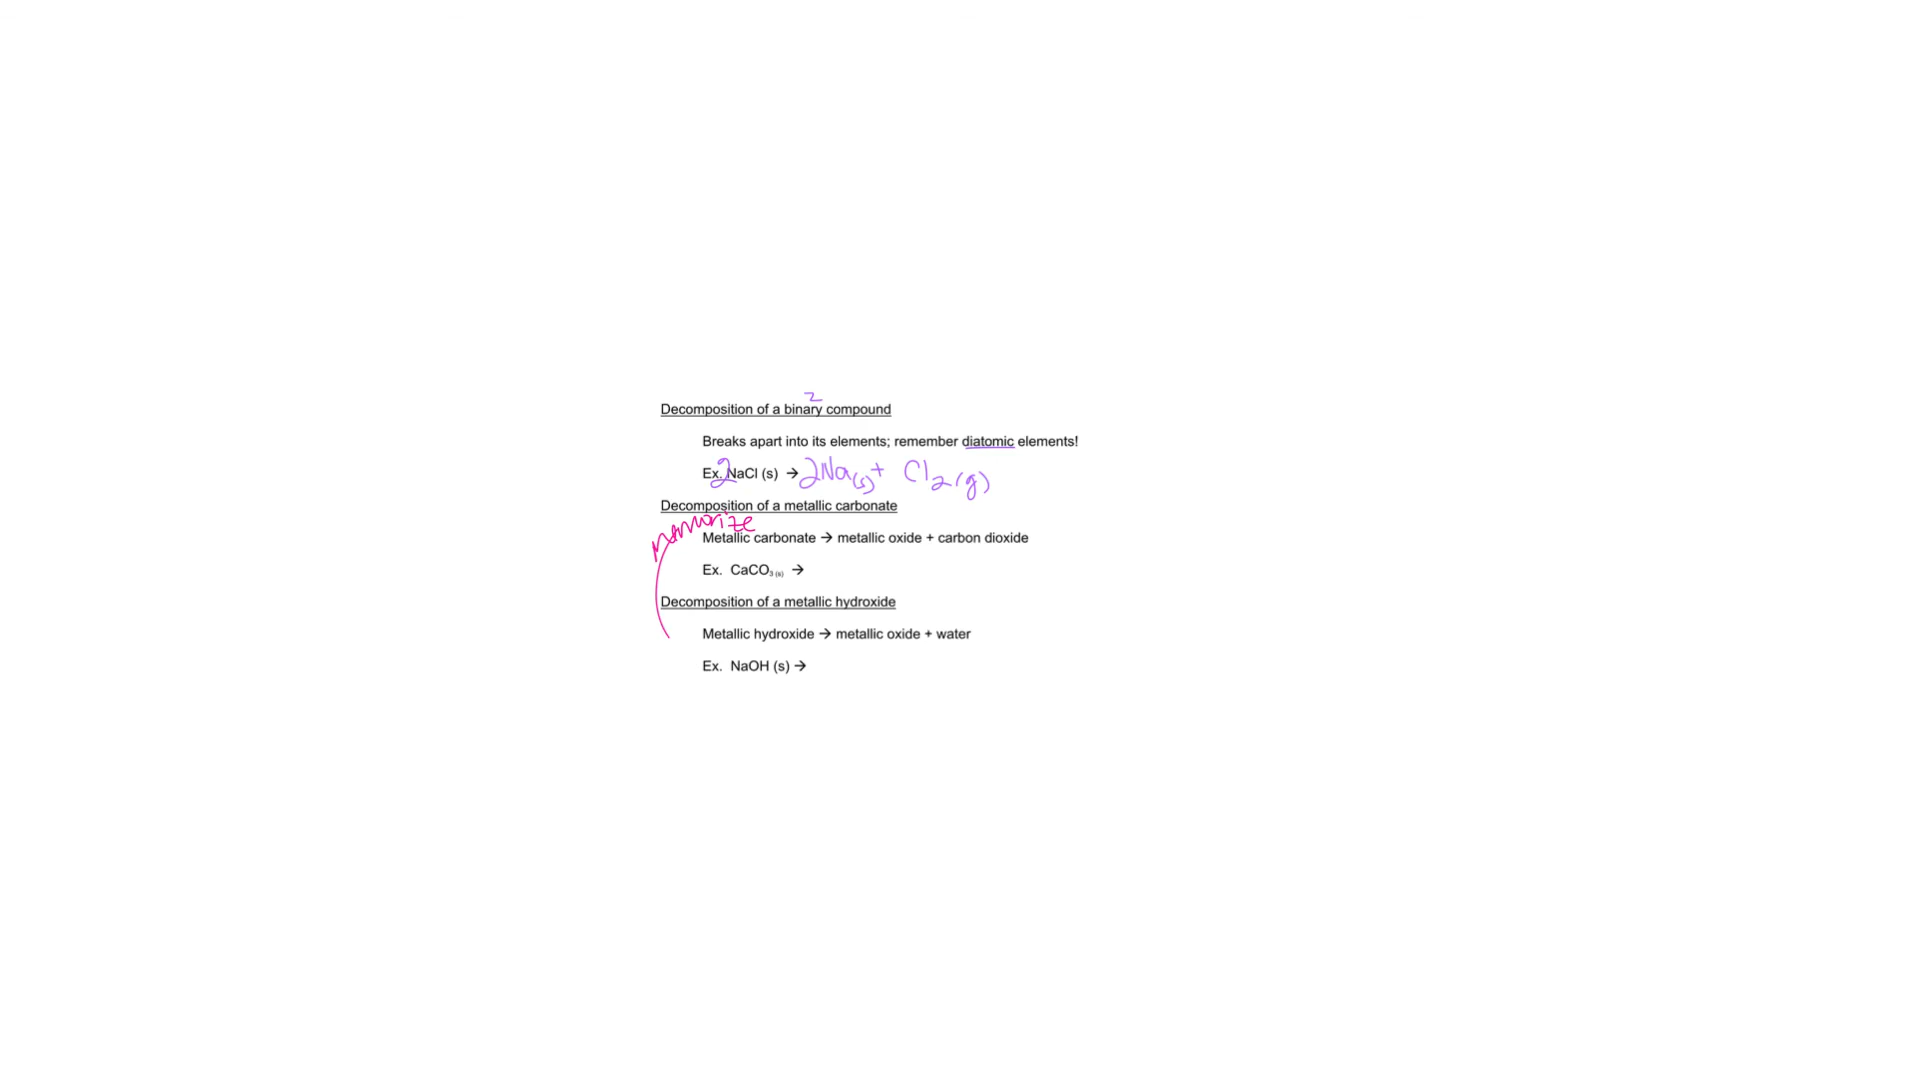 2
Decomposition of a binary compound
Breaks apart into its elements; remember diatomic elements!
Ex. 2NaCl (s) → 2Na(s) + Cl2(g)
Decomposition of a metallic carbonate
memorize
Metallic carbonate → metallic oxide + carbon dioxide
Ex. CaCO3 (s) →
Decomposition of a metallic hydroxide
Metallic hydroxide → metallic oxide + water
Ex. NaOH (s) →